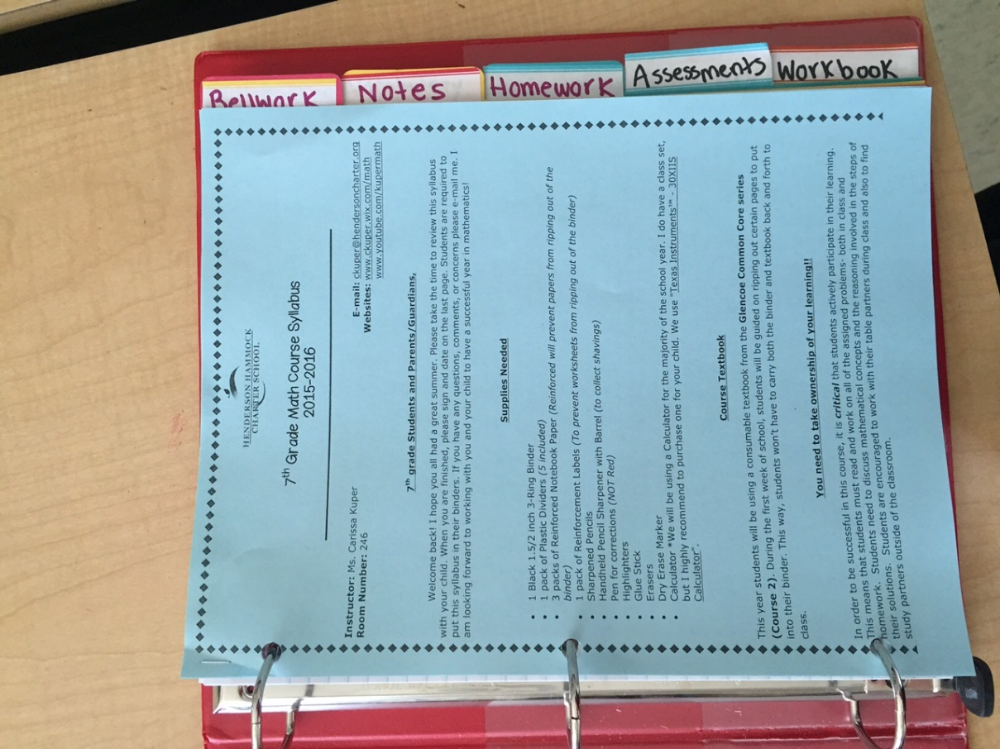 Bellwork
Notes
Homework
Assessments
Workbook
HENDERSON HAMMOCK
CHARTER SCHOOL
7th Grade Math Course Syllabus
2015-2016
Instructor: Ms. Carissa Kuper
Room Number: 246
E-mail: ckuper@hendersoncharter.org
Websites: www.ckuper.wix.com/math
www.youtube.com/kupermath
7th grade Students and Parents/Guardians,
Welcome back! I hope you all had a great summer. Please take the time to review this syllabus
with your child. When you are finished, please sign and date on the last page. Students are required to
put this syllabus in their binders. If you have any questions, comments, or concerns please e-mail me. I
am looking forward to working with you and your child to have a successful year in mathematics!
Supplies Needed
• 1 Black 1.5/2 inch 3-Ring Binder
• 1 pack of Plastic Dividers (5 included)
• 3 packs of Reinforced Notebook Paper (Reinforced will prevent papers from ripping out of the
binder)
• 1 pack of Reinforcement Labels (To prevent worksheets from ripping out of the binder)
• Sharpened Pencils
• Handheld Pencil Sharpener with Barrel (to collect shavings)
• Pen for corrections (NOT Red)
• Highlighters
• Glue Stick
• Erasers
• Dry Erase Marker
• Calculator *We will be using a Calculator for the majority of the school year. I do have a class set,
but I highly recommend to purchase one for your child. We use "Texas Instruments™ - 30XIIS
Calculator".
Course Textbook
This year students will be using a consumable textbook from the Glencoe Common Core series
(Course 2). During the first week of school, students will be guided on ripping out certain pages to put
into their binder. This way, students won't have to carry both the binder and textbook back and forth to
class.
You need to take ownership of your learning!!
In order to be successful in this course, it is critical that students actively participate in their learning.
This means that students must read and work on all of the assigned problems- both in class and
homework. Students need to discuss mathematical concepts and the reasoning involved in the steps of
their solutions. Students are encouraged to work with their table partners during class and also to find
study partners outside of the classroom.